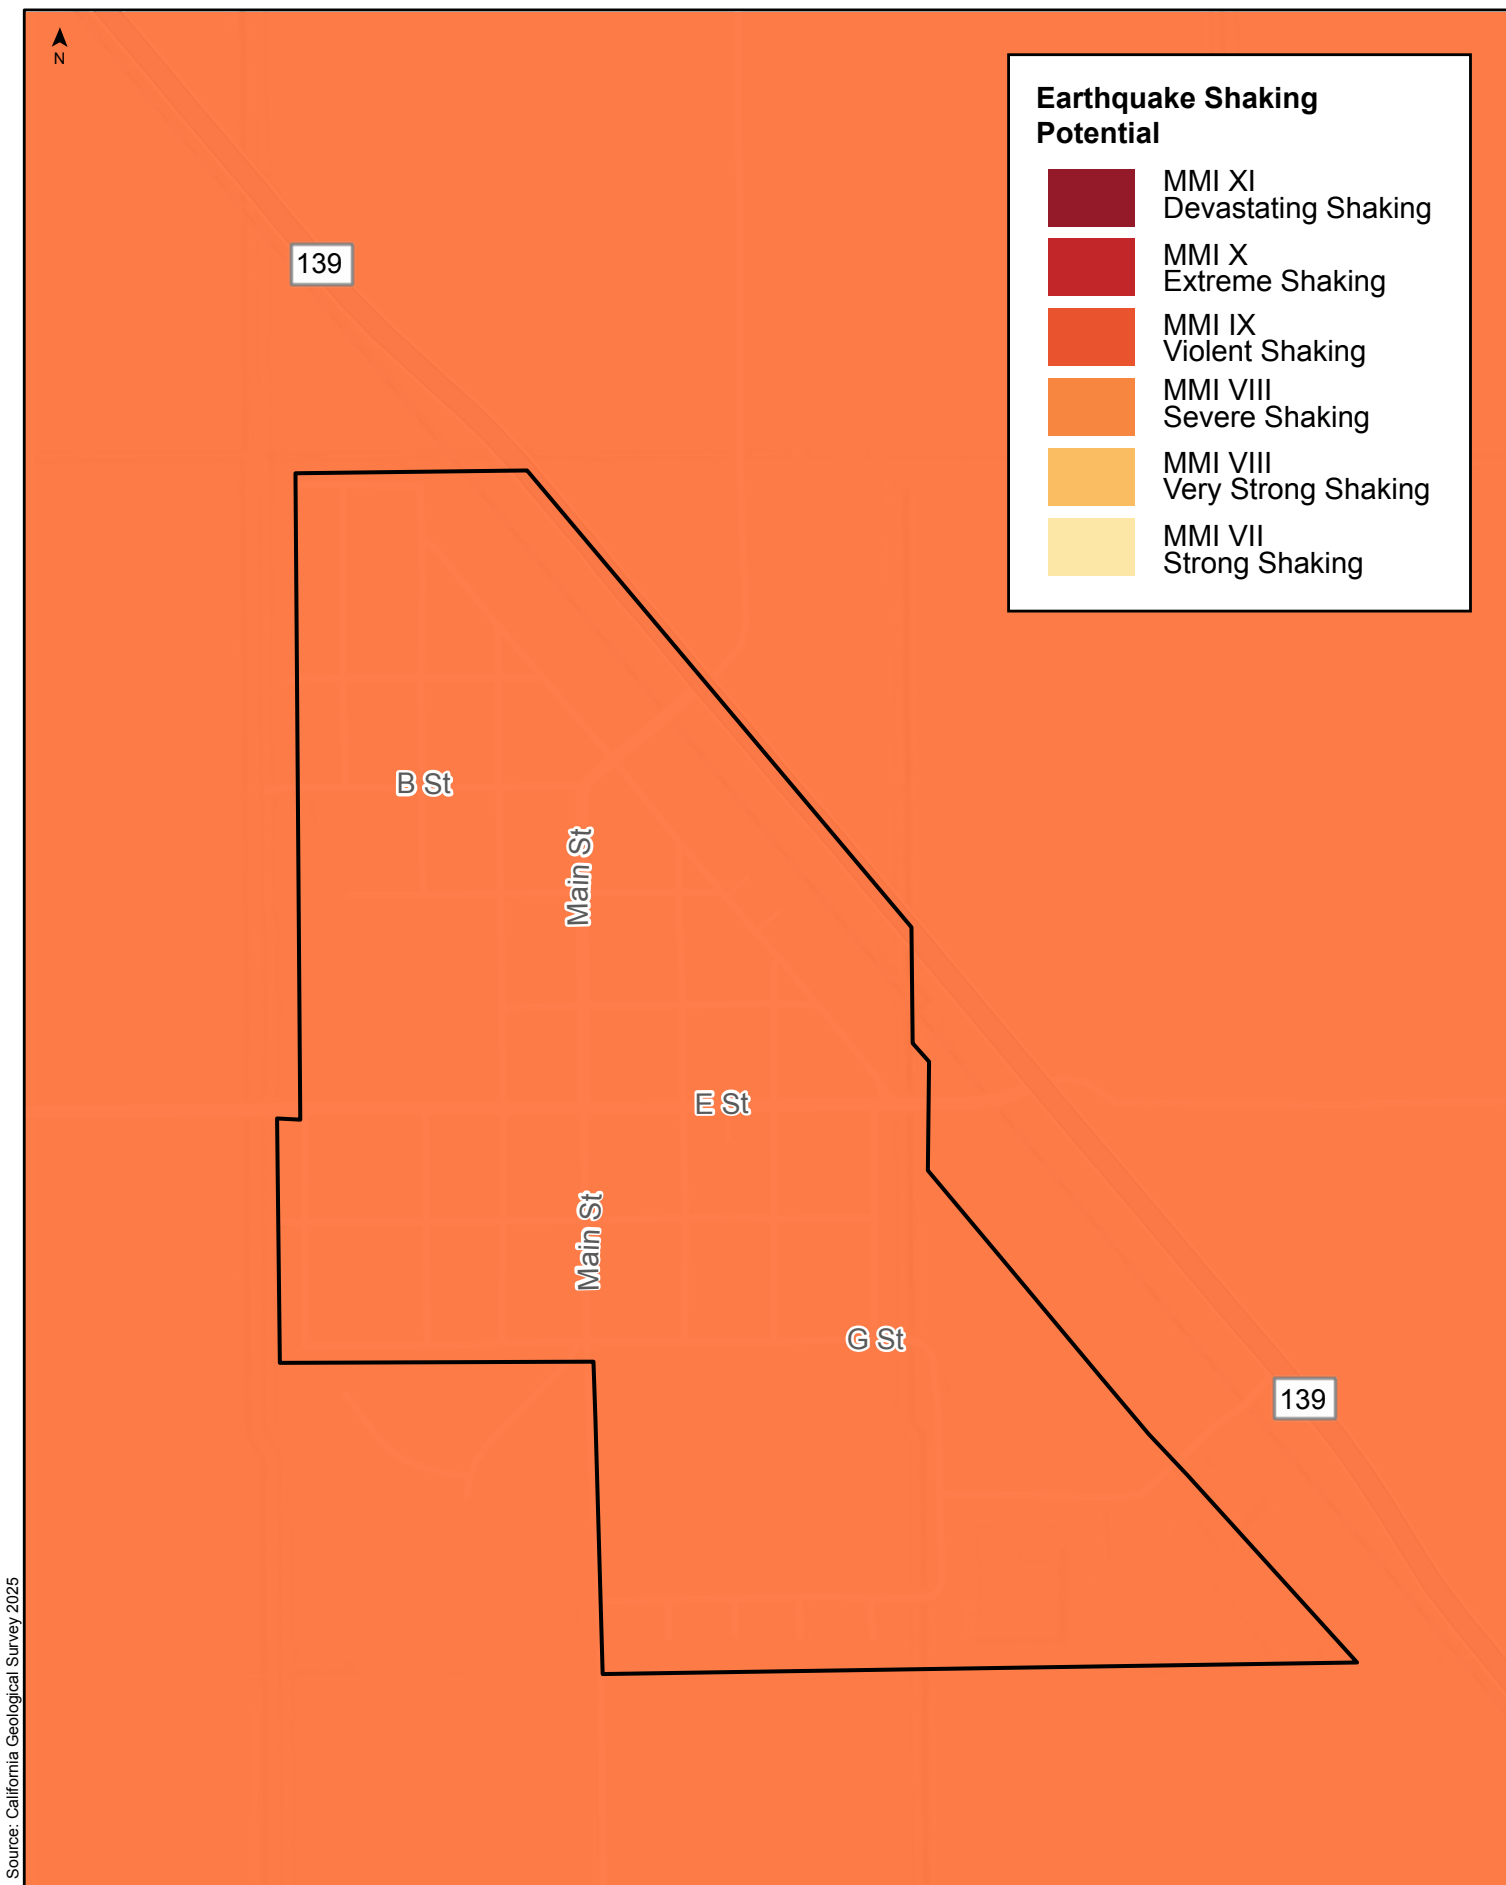 N
Earthquake Shaking
Potential
MMI XI
Devastating Shaking
MMI X
Extreme Shaking
MMI IX
Violent Shaking
MMI VIII
Severe Shaking
MMI VIII
Very Strong Shaking
MMI VII
Strong Shaking
139
B St
Main St
E St
Main St
G St
139
Source: California Geological Survey 2025